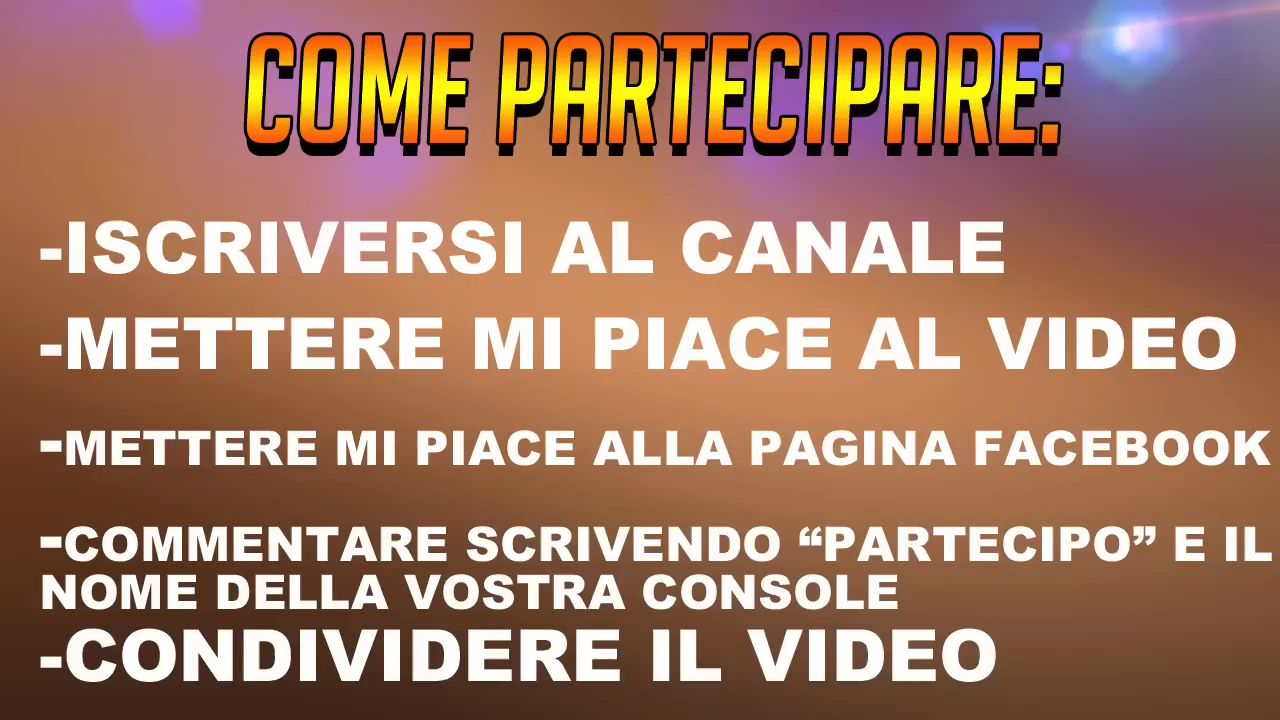 COME PARTECIPARE:
-ISCRIVERSI AL CANALE
-METTERE MI PIACE AL VIDEO
-METTERE MI PIACE ALLA PAGINA FACEBOOK
-COMMENTARE SCRIVENDO “PARTECIPO” E IL
NOME DELLA VOSTRA CONSOLE
-CONDIVIDERE IL VIDEO